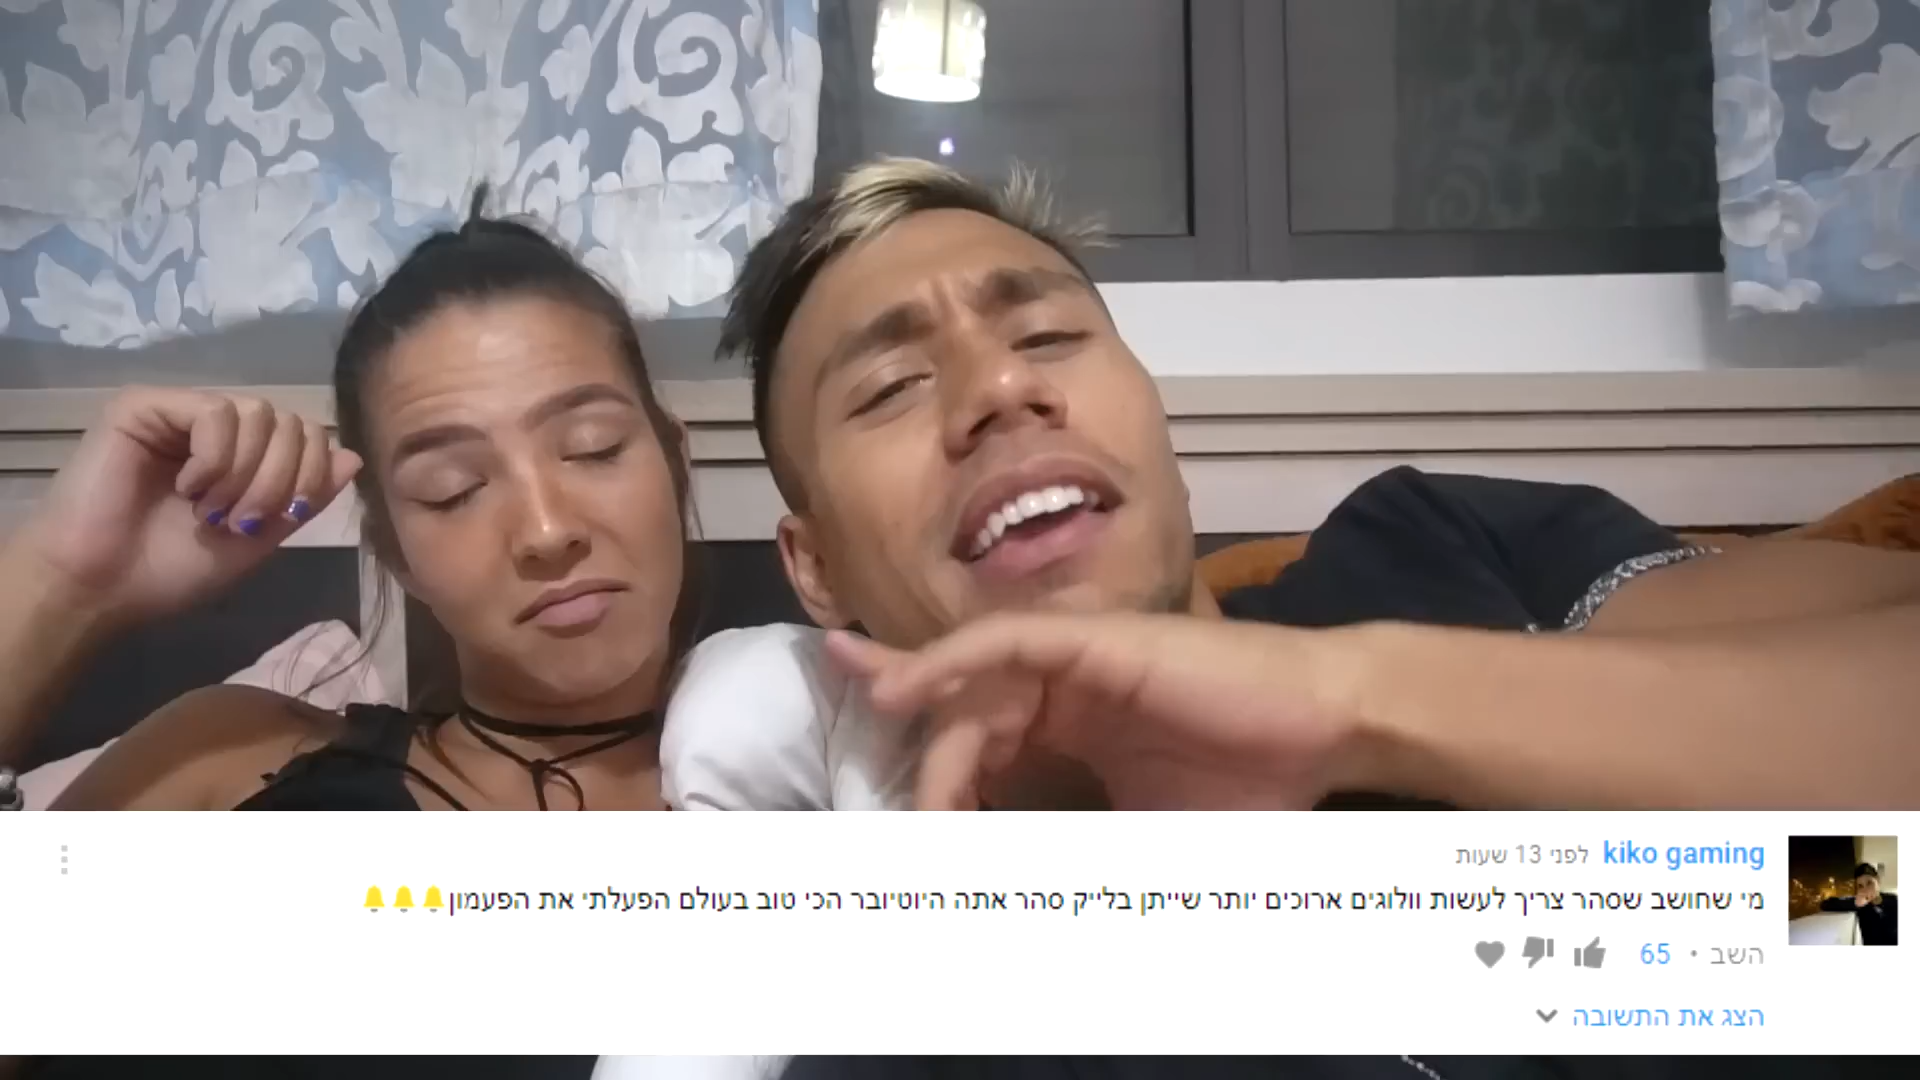 kiko gaming לפני 13 שעות
מי שחושב שסהר צריך לעשות וולוגים ארוכים יותר שייתן בלייק סהר אתה היוטיובר הכי טוב בעולם הפעלתי את הפעמון🔔🔔🔔
השב • 65
הצג את התשובה